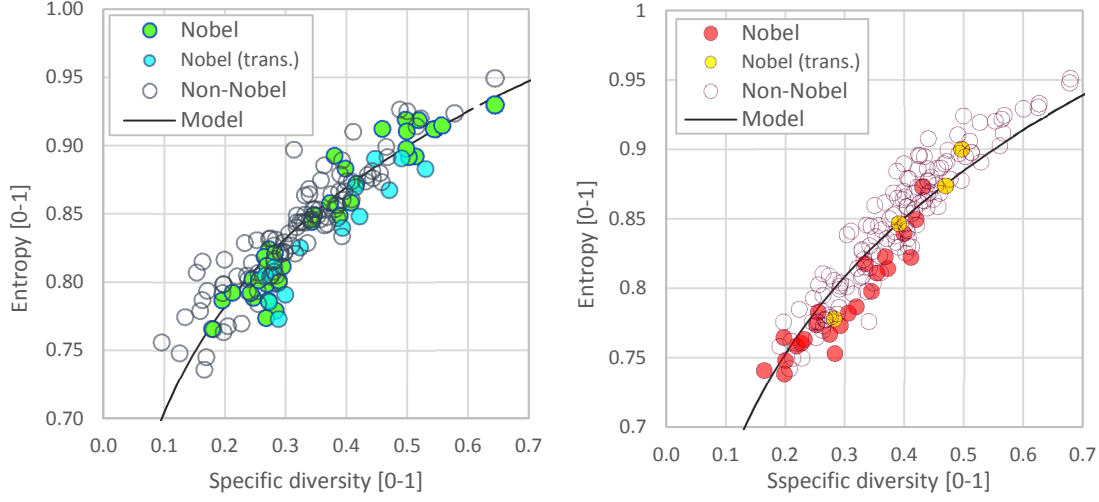 1.00
0.95
0.90
0.85
0.80
0.75
0.70
Entropy [0-1]
Nobel
Nobel (trans.)
Non-Nobel
Model
0.0 0.1 0.2 0.3 0.4 0.5 0.6 0.7
Specific diversity [0-1]
1
0.95
0.9
0.85
0.8
0.75
0.7
Entropy [0-1]
Nobel
Nobel (trans.)
Non-Nobel
Model
0.0 0.1 0.2 0.3 0.4 0.5 0.6 0.7
Sspecific diversity [0-1]